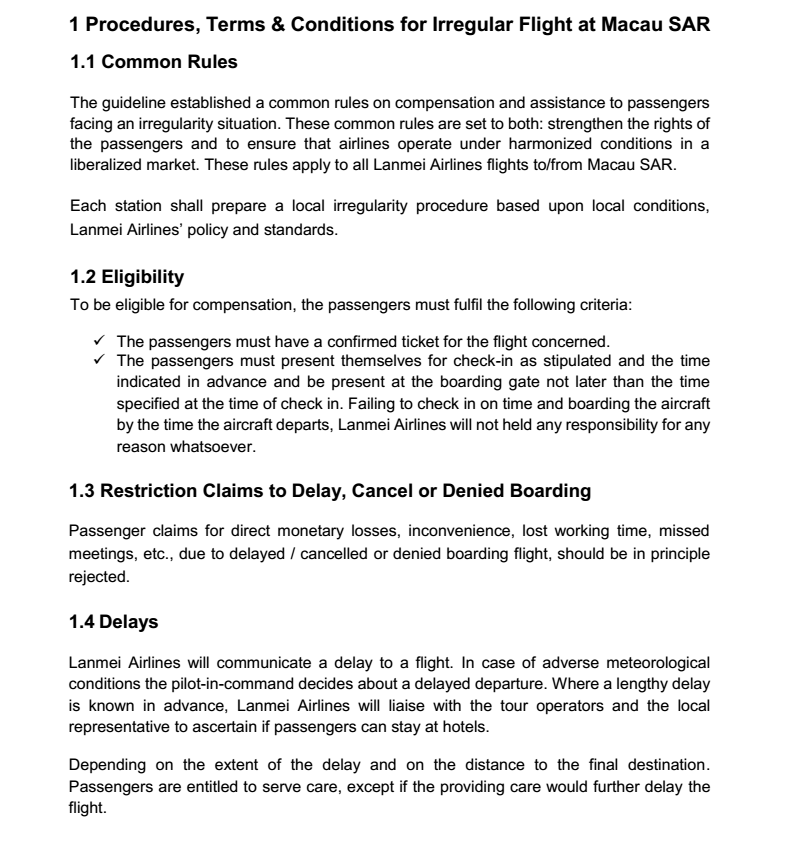 1 Procedures, Terms & Conditions for Irregular Flight at Macau SAR
1.1 Common Rules
The guideline established a common rules on compensation and assistance to passengers
facing an irregularity situation. These common rules are set to both: strengthen the rights of
the passengers and to ensure that airlines operate under harmonized conditions in a
liberalized market. These rules apply to all Lanmei Airlines flights to/from Macau SAR.
Each station shall prepare a local irregularity procedure based upon local conditions,
Lanmei Airlines' policy and standards.
1.2 Eligibility
To be eligible for compensation, the passengers must fulfil the following criteria:
✓ The passengers must have a confirmed ticket for the flight concerned.
✓ The passengers must present themselves for check-in as stipulated and the time
indicated in advance and be present at the boarding gate not later than the time
specified at the time of check in. Failing to check in on time and boarding the aircraft
by the time the aircraft departs, Lanmei Airlines will not held any responsibility for any
reason whatsoever.
1.3 Restriction Claims to Delay, Cancel or Denied Boarding
Passenger claims for direct monetary losses, inconvenience, lost working time, missed
meetings, etc., due to delayed / cancelled or denied boarding flight, should be in principle
rejected.
1.4 Delays
Lanmei Airlines will communicate a delay to a flight. In case of adverse meteorological
conditions the pilot-in-command decides about a delayed departure. Where a lengthy delay
is known in advance, Lanmei Airlines will liaise with the tour operators and the local
representative to ascertain if passengers can stay at hotels.
Depending on the extent of the delay and on the distance to the final destination.
Passengers are entitled to serve care, except if the providing care would further delay the
flight.